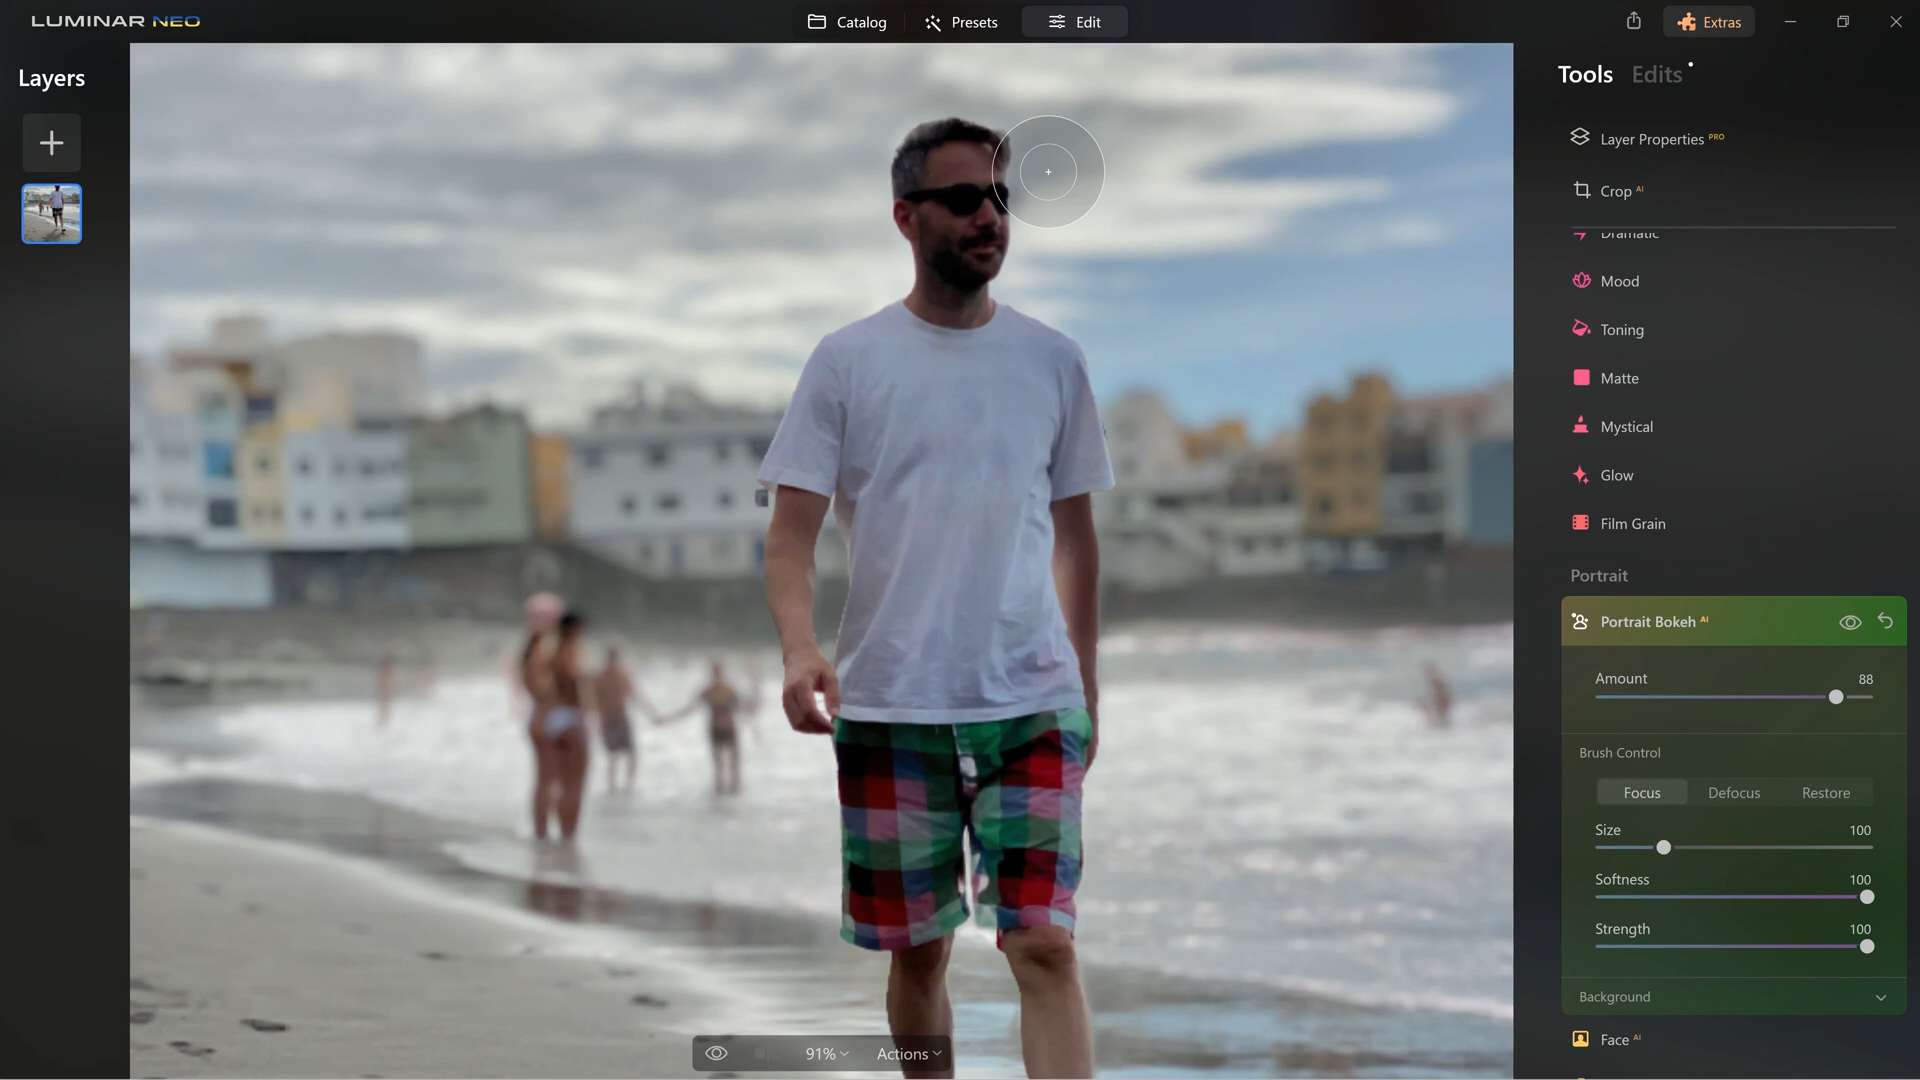 LUMINAR NEO
Catalog
Presets
Edit
Extras
Layers
Tools Edits
Layer Properties PRO
Crop AI
Dramatic
Mood
Toning
Matte
Mystical
Glow
Film Grain
Portrait
Portrait Bokeh AI
Amount 88
Brush Control
Focus Defocus Restore
Size 100
Softness 100
Strength 100
Background
Face AI
91% Actions